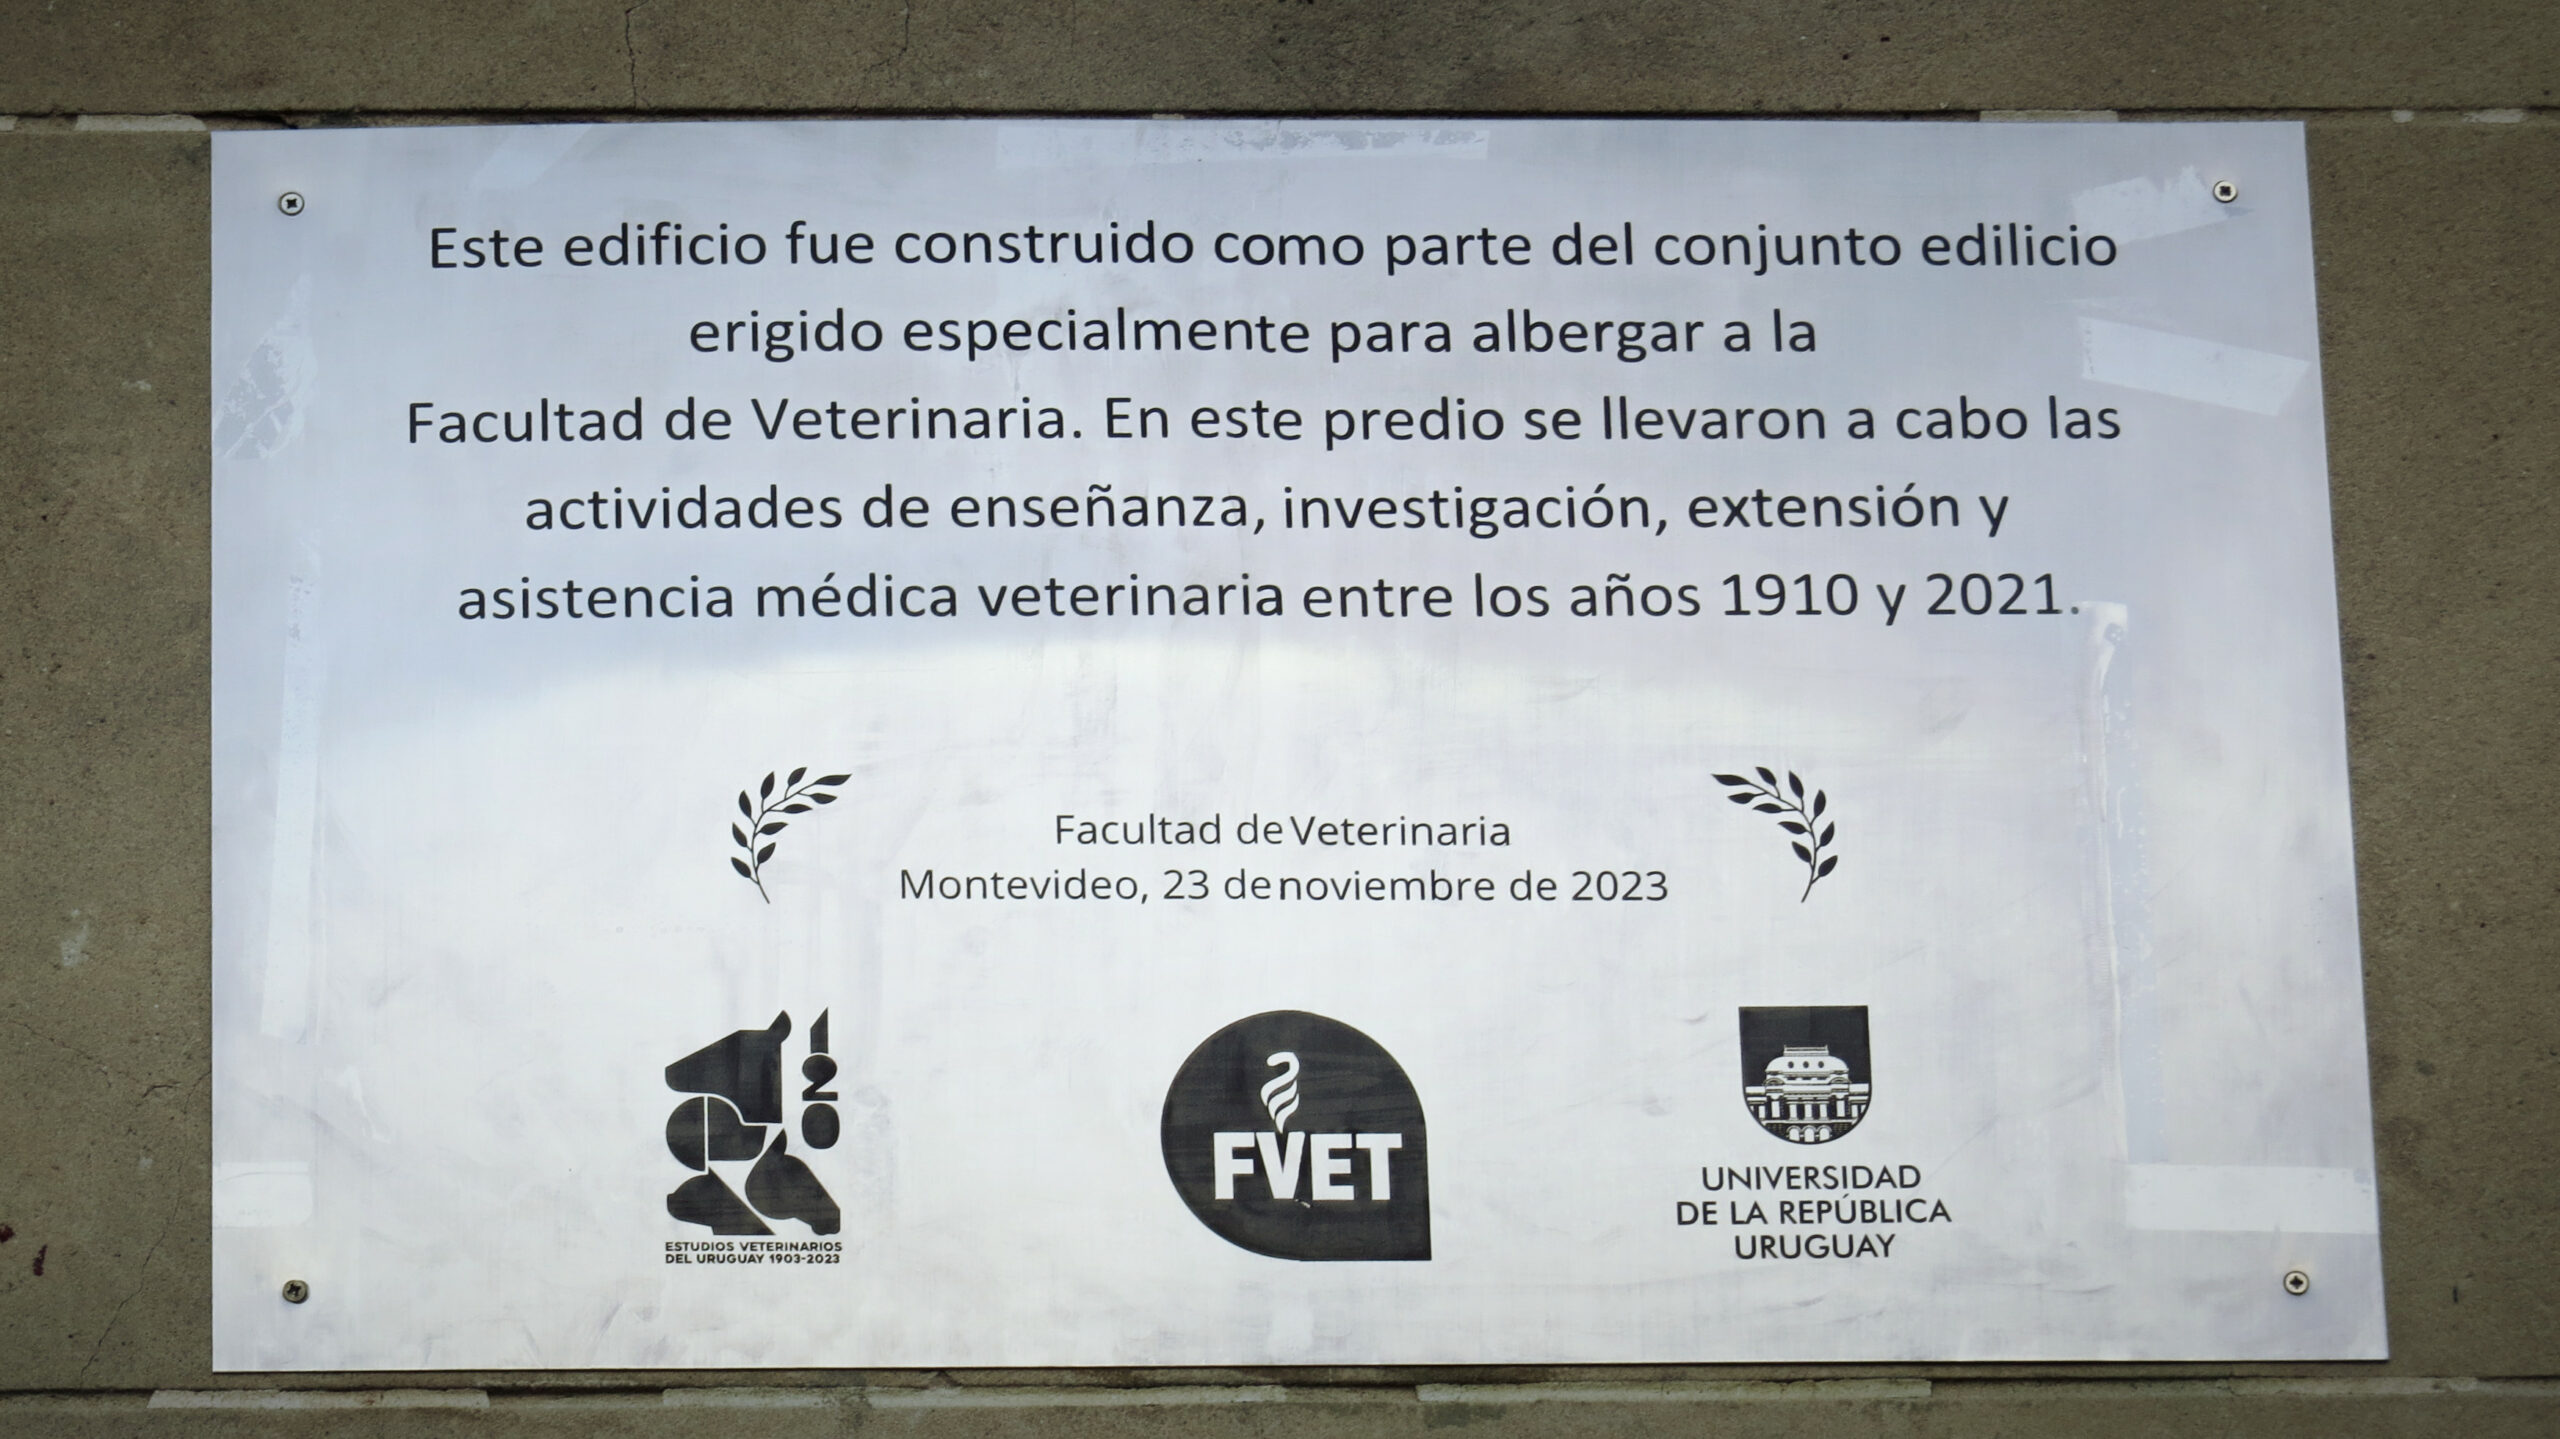 Este edificio fue construido como parte del conjunto edilicio
erigido especialmente para albergar a la
Facultad de Veterinaria. En este predio se llevaron a cabo las
actividades de enseñanza, investigación, extensión y
asistencia médica veterinaria entre los años 1910 y 2021.
Facultad de Veterinaria
Montevideo, 23 de noviembre de 2023
120
ESTUDIOS VETERINARIOS
DEL URUGUAY 1903-2023
FVET
UNIVERSIDAD
DE LA REPÚBLICA
URUGUAY